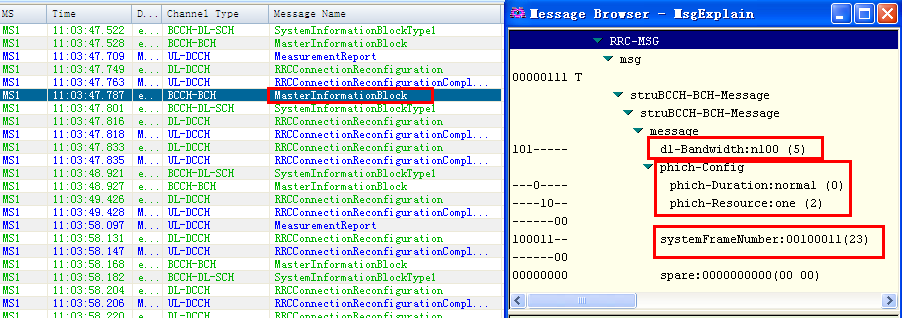 MS Time D... Channel Type Message Name
MS1 11:03:47.522 e... BCCH-DL-SCH SystemInformationBlockType1
MS1 11:03:47.528 e... BCCH-BCH MasterInformationBlock
MS1 11:03:47.709 M... UL-DCCH MeasurementReport
MS1 11:03:47.749 e... DL-DCCH RRCConnectionReconfiguration
MS1 11:03:47.763 M... UL-DCCH RRCConnectionReconfigurationCompl...
MS1 11:03:47.787 e... BCCH-BCH MasterInformationBlock
MS1 11:03:47.801 e... BCCH-DL-SCH SystemInformationBlockType1
MS1 11:03:47.816 e... DL-DCCH RRCConnectionReconfiguration
MS1 11:03:47.818 M... UL-DCCH RRCConnectionReconfigurationCompl...
MS1 11:03:47.833 e... DL-DCCH RRCConnectionReconfiguration
MS1 11:03:47.835 M... UL-DCCH RRCConnectionReconfigurationCompl...
MS1 11:03:48.921 e... BCCH-DL-SCH SystemInformationBlockType1
MS1 11:03:48.927 e... BCCH-BCH MasterInformationBlock
MS1 11:03:49.426 e... DL-DCCH RRCConnectionReconfiguration
MS1 11:03:49.428 M... UL-DCCH RRCConnectionReconfigurationCompl...
MS1 11:03:58.097 M... UL-DCCH MeasurementReport
MS1 11:03:58.131 e... DL-DCCH RRCConnectionReconfiguration
MS1 11:03:58.147 M... UL-DCCH RRCConnectionReconfigurationCompl...
MS1 11:03:58.168 e... BCCH-BCH MasterInformationBlock
MS1 11:03:58.182 e... BCCH-DL-SCH SystemInformationBlockType1
MS1 11:03:58.204 e... DL-DCCH RRCConnectionReconfiguration
MS1 11:03:58.206 M... UL-DCCH RRCConnectionReconfigurationCompl...
MS1 11:03:58.220 e... DL-DCCH RRCConnectionReconfiguration
Message Browser - MsgExplain
RRC-MSG
msg
00000111 T
struBCCH-BCH-Message
struBCCH-BCH-Message
message
101----- dl-Bandwidth:n100 (5)
phich-Config
---0---- phich-Duration:normal (0)
----10-- phich-Resource:one (2)
------00
100011-- systemFrameNumber:00100011(23)
------00
00000000 spare:0000000000(00 00)